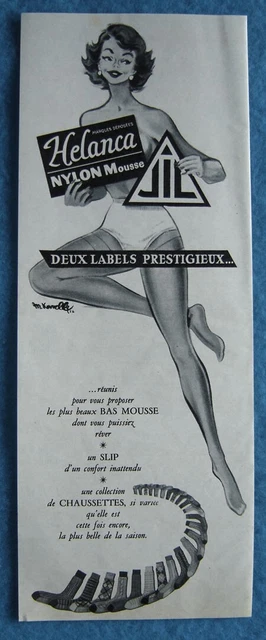 MARQUES DÉPOSÉES
Helanca
NYLON Mousse
JIL
DEUX LABELS PRESTIGIEUX...
...réunis
pour vous proposer
les plus beaux BAS MOUSSE
dont vous puissiez
rêver
*
un SLIP
d'un confort inattendu
*
une collection
de CHAUSSETTES, si variée
qu'elle est
cette fois encore,
la plus belle de la saison.